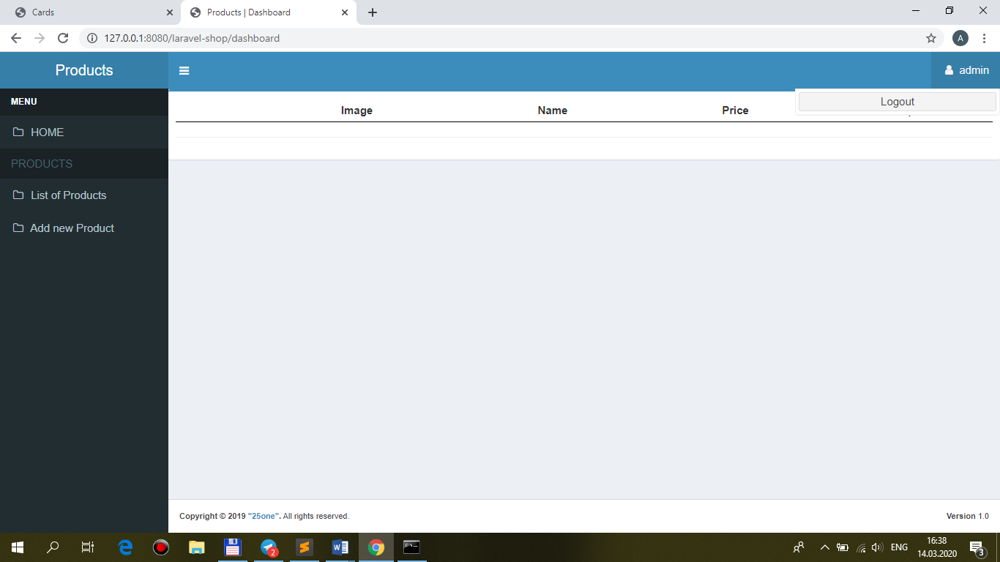 Cards
Products | Dashboard
127.0.0.1:8080/laravel-shop/dashboard
A
Products
admin
MENU
Logout
Image Name Price
HOME
PRODUCTS
List of Products
Add new Product
Copyright © 2019 "25one". All rights reserved.
Version 1.0
2
W
ENG
16:38
14.03.2020
3